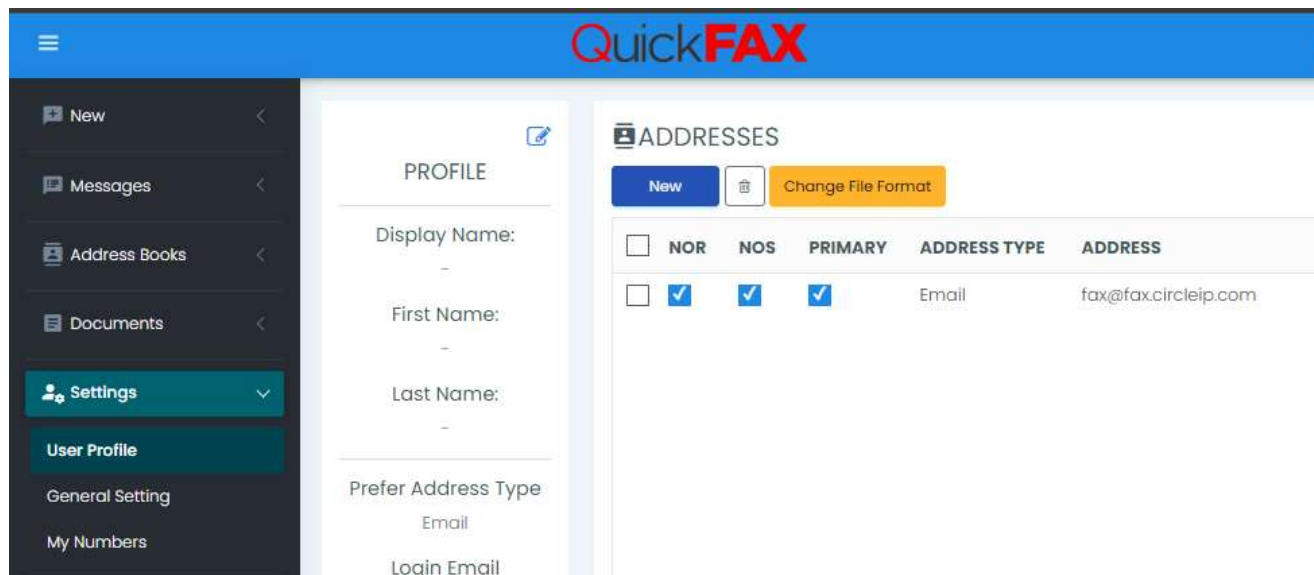 QuickFAX
New
Messages
Address Books
Documents
Settings
User Profile
General Setting
My Numbers
PROFILE
Display Name:
-
First Name:
-
Last Name:
-
Prefer Address Type
Email
Login Email
ADDRESSES
New
Change File Format
NOR NOS PRIMARY ADDRESS TYPE ADDRESS
Email fax@fax.circleip.com